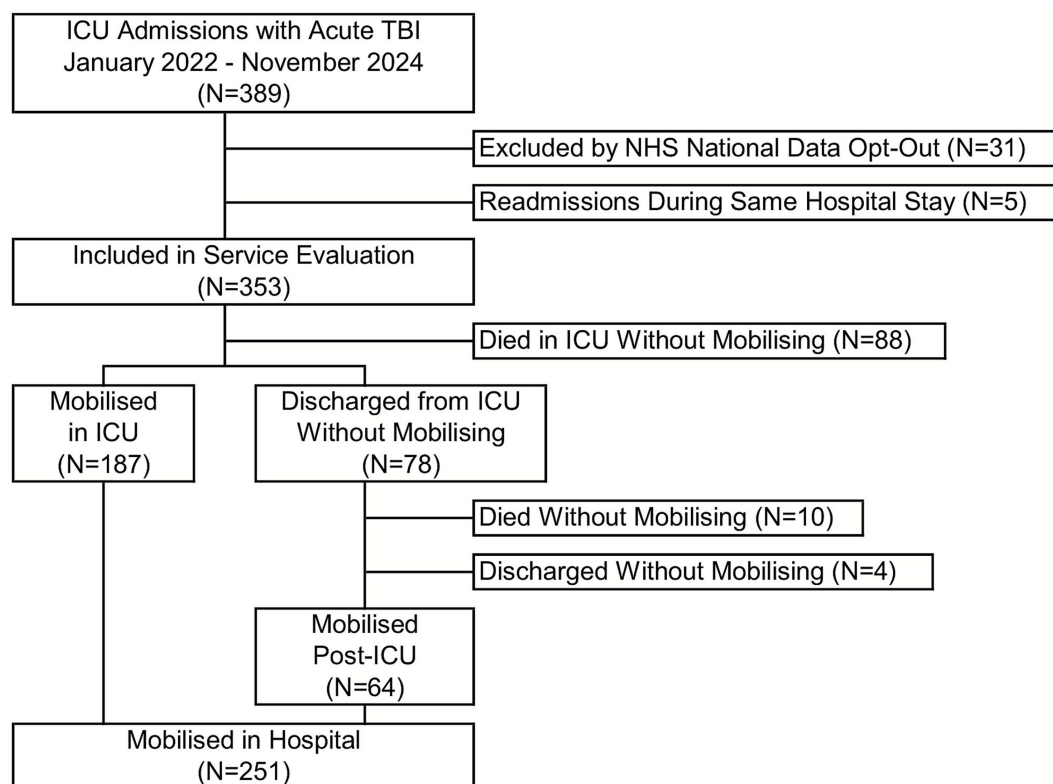 ICU Admissions with Acute TBI
January 2022 - November 2024
(N=389)
Excluded by NHS National Data Opt-Out (N=31)
Readmissions During Same Hospital Stay (N=5)
Included in Service Evaluation
(N=353)
Died in ICU Without Mobilising (N=88)
Mobilised
in ICU
(N=187)
Discharged from ICU
Without Mobilising
(N=78)
Died Without Mobilising (N=10)
Discharged Without Mobilising (N=4)
Mobilised
Post-ICU
(N=64)
Mobilised in Hospital
(N=251)